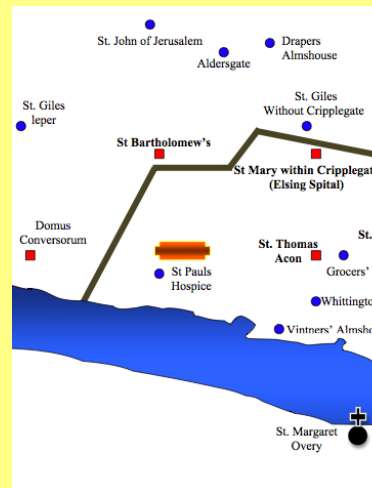 St. John of Jerusalem
Drapers
Almshouse
Aldersgate
St. Giles
leper
St. Giles
Without Cripplegate
St Bartholomew's
St Mary within Cripplegat
(Elsing Spital)
Domus
Conversorum
St.
St. Thomas
Acon
Grocers'
St Pauls
Hospice
Whittingto
Vintners' Almsho
St. Margaret
Overy